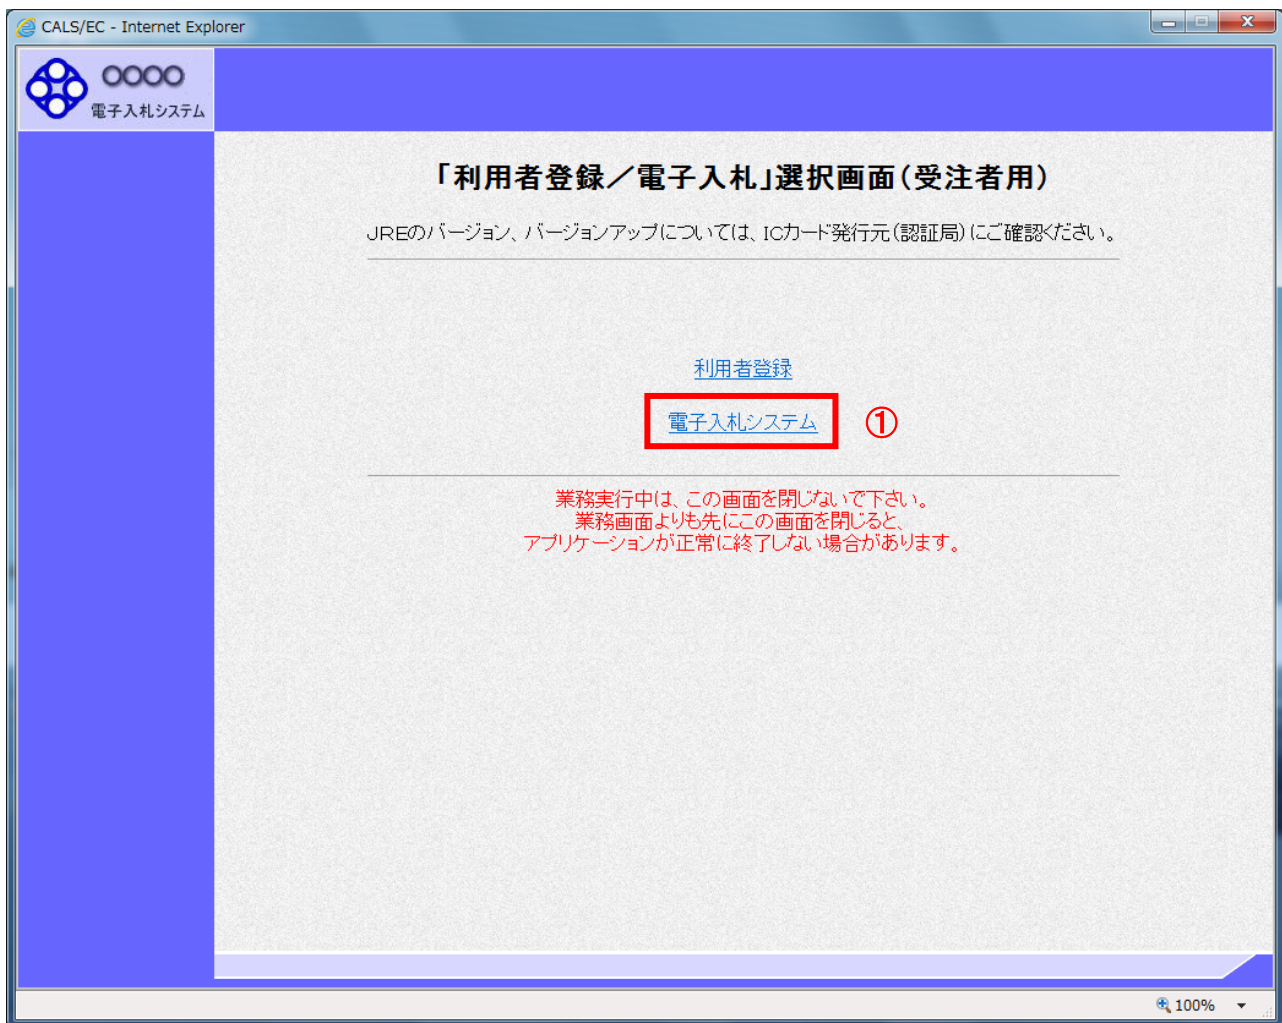 CALS/EC - Internet Explorer
○○○○
電子入札システム
「利用者登録／電子入札」選択画面(受注者用)
JREのバージョン、バージョンアップについては、ICカード発行元(認証局)にご確認ください。
利用者登録
電子入札システム ①
業務実行中は、この画面を閉じないで下さい。
業務画面よりも先にこの画面を閉じると、
アプリケーションが正常に終了しない場合があります。
100%